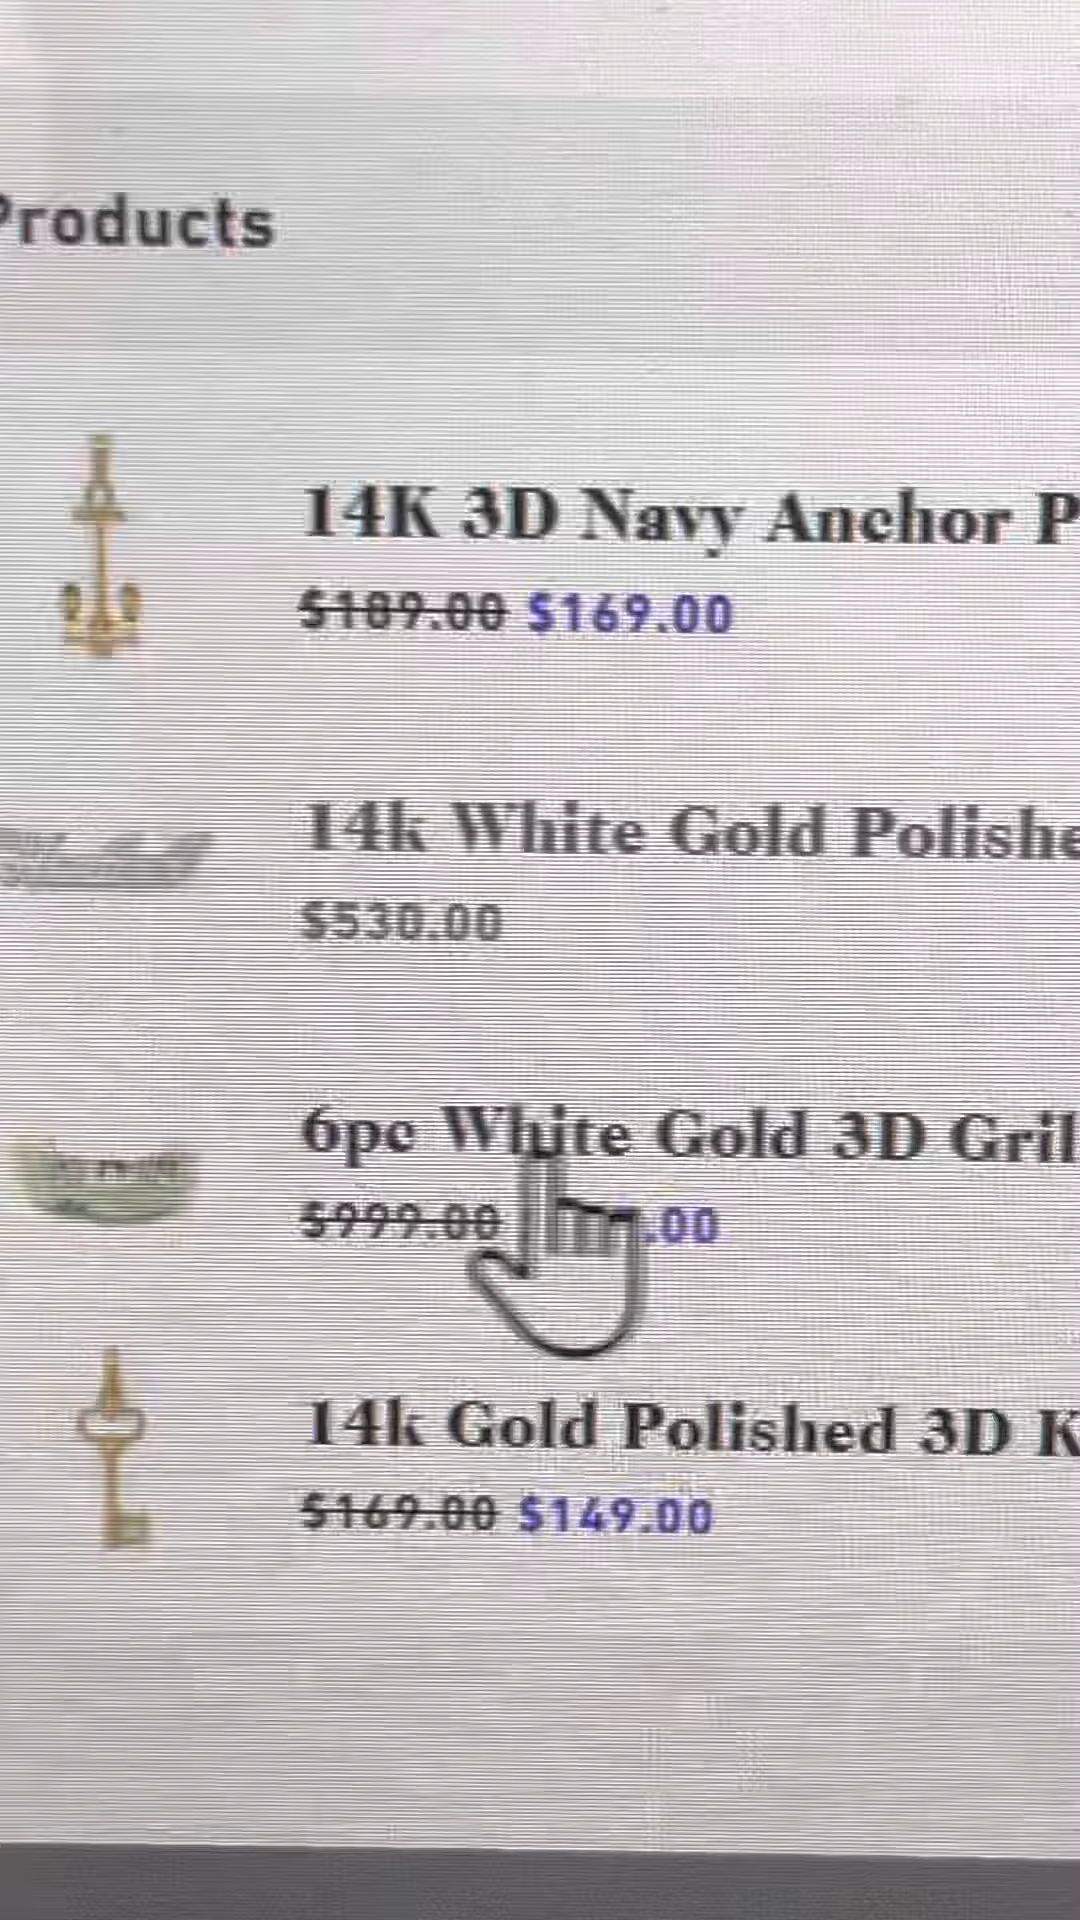 Products
14K 3D Navy Anchor P
$189.00 $169.00
14k White Gold Polishe
$530.00
6pc White Gold 3D Gril
$999.00 .00
14k Gold Polished 3D K
$169.00 $149.00